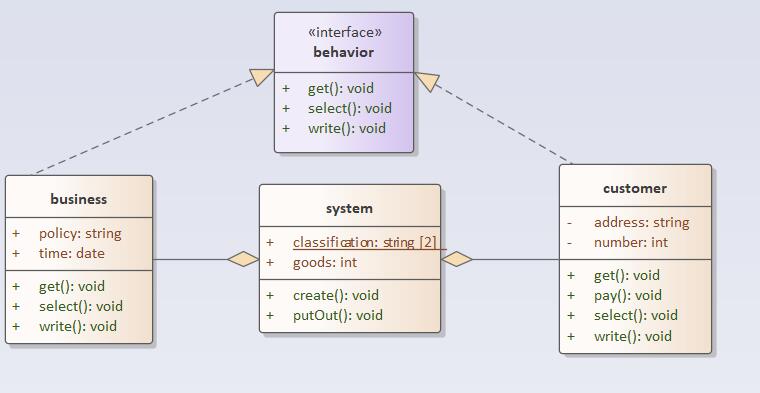 «interface»
behavior
+ get(): void
+ select(): void
+ write(): void
business
+ policy: string
+ time: date
+ get(): void
+ select(): void
+ write(): void
system
+ classification: string [2]
+ goods: int
+ create(): void
+ putOut(): void
customer
- address: string
- number: int
+ get(): void
+ pay(): void
+ select(): void
+ write(): void